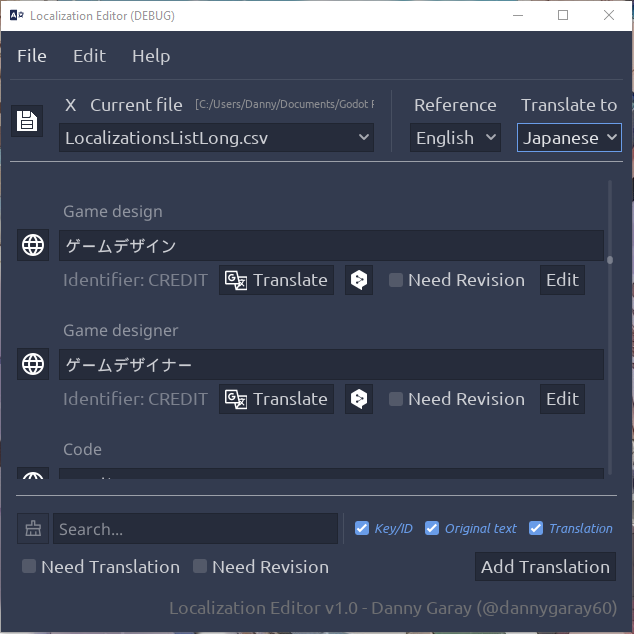 Localization Editor (DEBUG)
File Edit Help
X Current file [C:/Users/Danny/Documents/Godot Reference Translate to
LocalizationsListLong.csv English Japanese
Game design
ゲームデザイン
Identifier: CREDIT Translate Need Revision Edit
Game designer
ゲームデザイナー
Identifier: CREDIT Translate Need Revision Edit
Code
Search... Key/ID Original text Translation
Need Translation Need Revision Add Translation
Localization Editor v1.0 - Danny Garay (@dannygaray60)